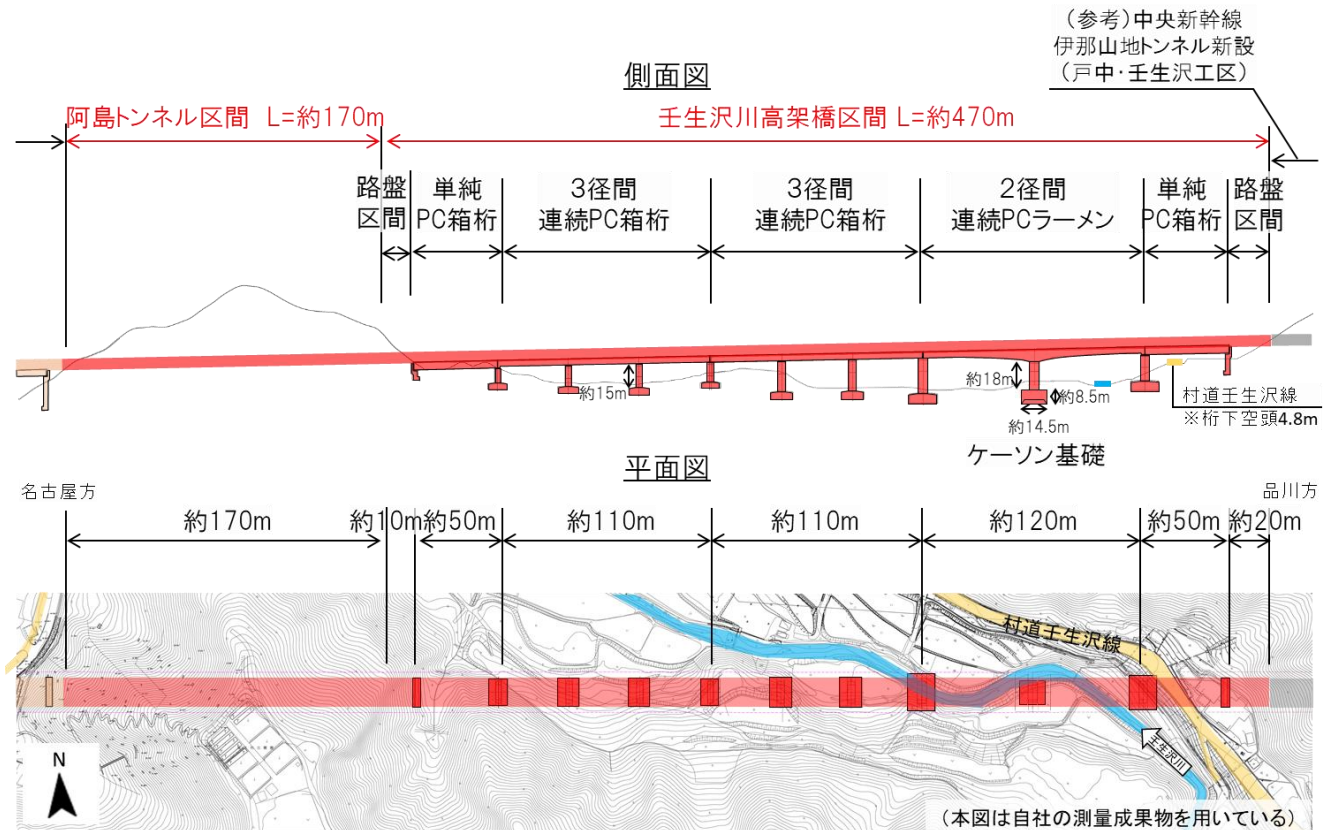 (参考)中央新幹線
伊那山地トンネル新設
(戸中・壬生沢工区)
側面図
阿島トンネル区間 L=約170m
壬生沢川高架橋区間 L=約470m
路盤
区間
単純
PC箱桁
3径間
連続PC箱桁
3径間
連続PC箱桁
2径間
連続PCラーメン
単純
PC箱桁
路盤
区間
約15m
約18m
約8.5m
約14.5m
ケーソン基礎
村道壬生沢線
※桁下空頭4.8m
平面図
名古屋方
品川方
約170m
約10m
約50m
約110m
約110m
約120m
約50m
約20m
村道壬生沢線
壬生沢川
N
(本図は自社の測量成果物を用いている)